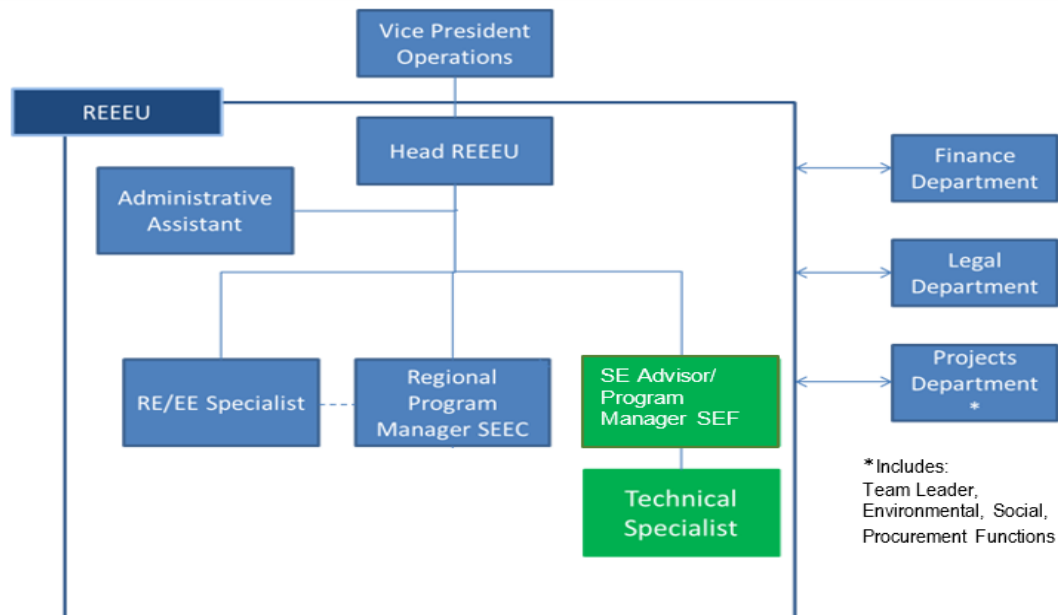 Vice President
Operations
REEEU
Head REEEU
Administrative
Assistant
RE/EE Specialist
Regional
Program
Manager SEEC
SE Advisor/
Program
Manager SEF
Technical
Specialist
Finance
Department
Legal
Department
Projects
Department
*
*Includes:
Team Leader,
Environmental, Social,
Procurement Functions